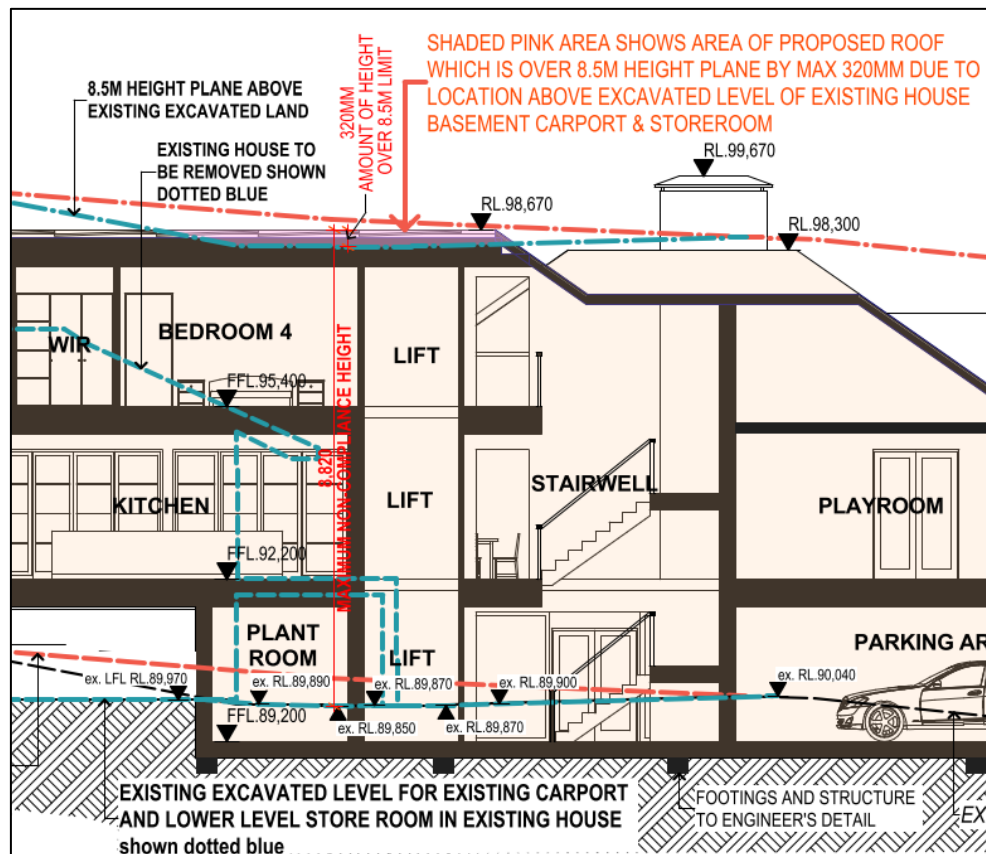 SHADED PINK AREA SHOWS AREA OF PROPOSED ROOF
WHICH IS OVER 8.5M HEIGHT PLANE BY MAX 320MM DUE TO
LOCATION ABOVE EXCAVATED LEVEL OF EXISTING HOUSE
BASEMENT CARPORT & STOREROOM
8.5M HEIGHT PLANE ABOVE
EXISTING EXCAVATED LAND
320MM
AMOUNT OF HEIGHT
OVER 8.5M LIMIT
EXISTING HOUSE TO
BE REMOVED SHOWN
DOTTED BLUE
RL.99,670
RL.98,670
RL.98,300
WIR
BEDROOM 4
LIFT
FFL.95,400
8.820
MAXIMUM NON-COMPLIANCE HEIGHT
KITCHEN
LIFT
STAIRWELL
PLAYROOM
FFL.92,200
PLANT
ROOM
LIFT
PARKING AR
ex. LFL RL.89,970
ex. RL.89,890
ex. RL.89,870
ex. RL.89,900
ex. RL.90,040
FFL.89,200
ex. RL.89,850
ex. RL.89,870
EXISTING EXCAVATED LEVEL FOR EXISTING CARPORT
AND LOWER LEVEL STORE ROOM IN EXISTING HOUSE
shown dotted blue
FOOTINGS AND STRUCTURE
TO ENGINEER'S DETAIL
EX